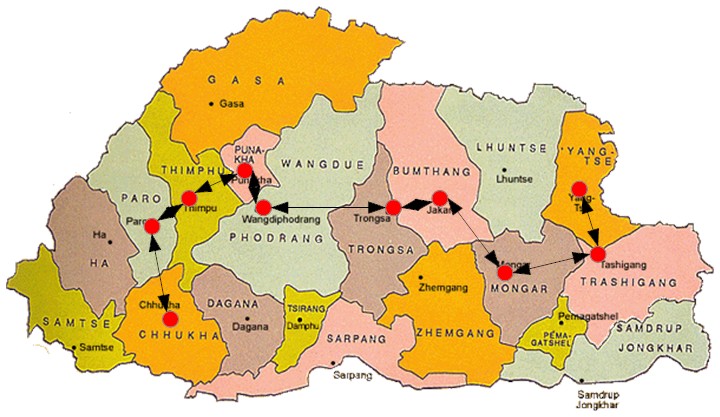 G A S A
Gasa
PUNA-
KHA
Punakha
THIMPHU
Thimpu
WANGDUE
PHODRANG
Wangdiphodrang
BUMTHANG
Jakar
LHUNTSE
Lhuntse
YANG-
TSE
Yang-
PARO
Paro
Ha
HA
Trongsa
TRONGSA
Mongar
MONGAR
Tashigang
TRASHIGANG
Chhukha
CHHUKHA
DAGANA
Dagana
TSIRANG
Damphu
Zhemgang
ZHEMGANG
Pemagatshel
PEMA-
GATSHEL
SAMDRUP
JONGKHAR
Samdrup
Jongkhar
SAMTSE
Samtse
SARPANG
Sarpang